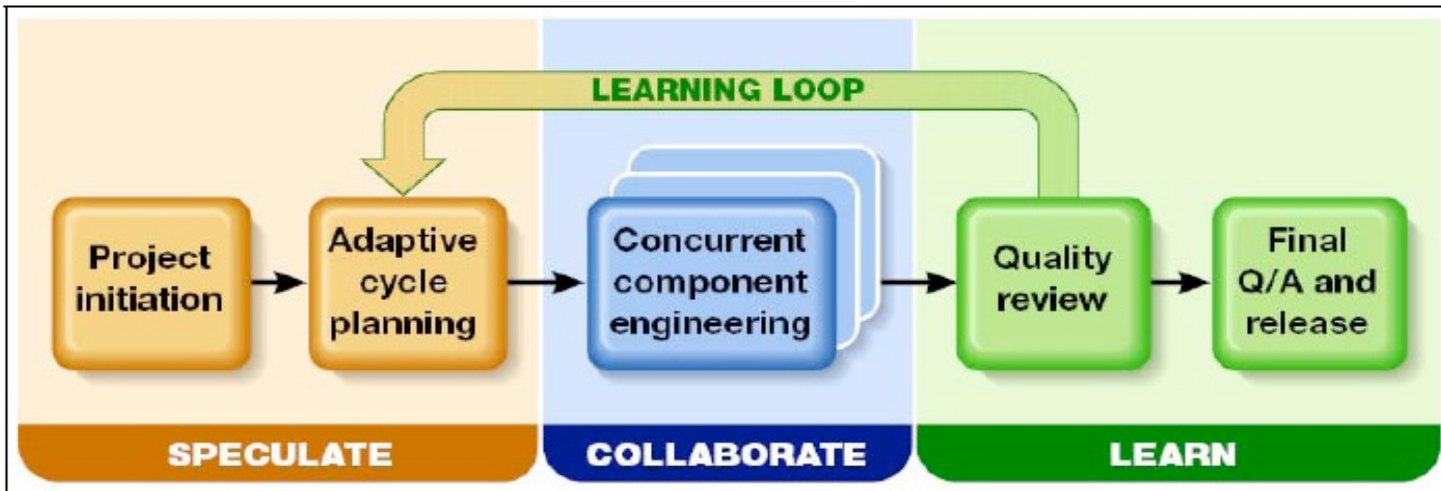 LEARNING LOOP
Project
initiation
Adaptive
cycle
planning
Concurrent
component
engineering
Quality
review
Final
Q/A and
release
SPECULATE
COLLABORATE
LEARN